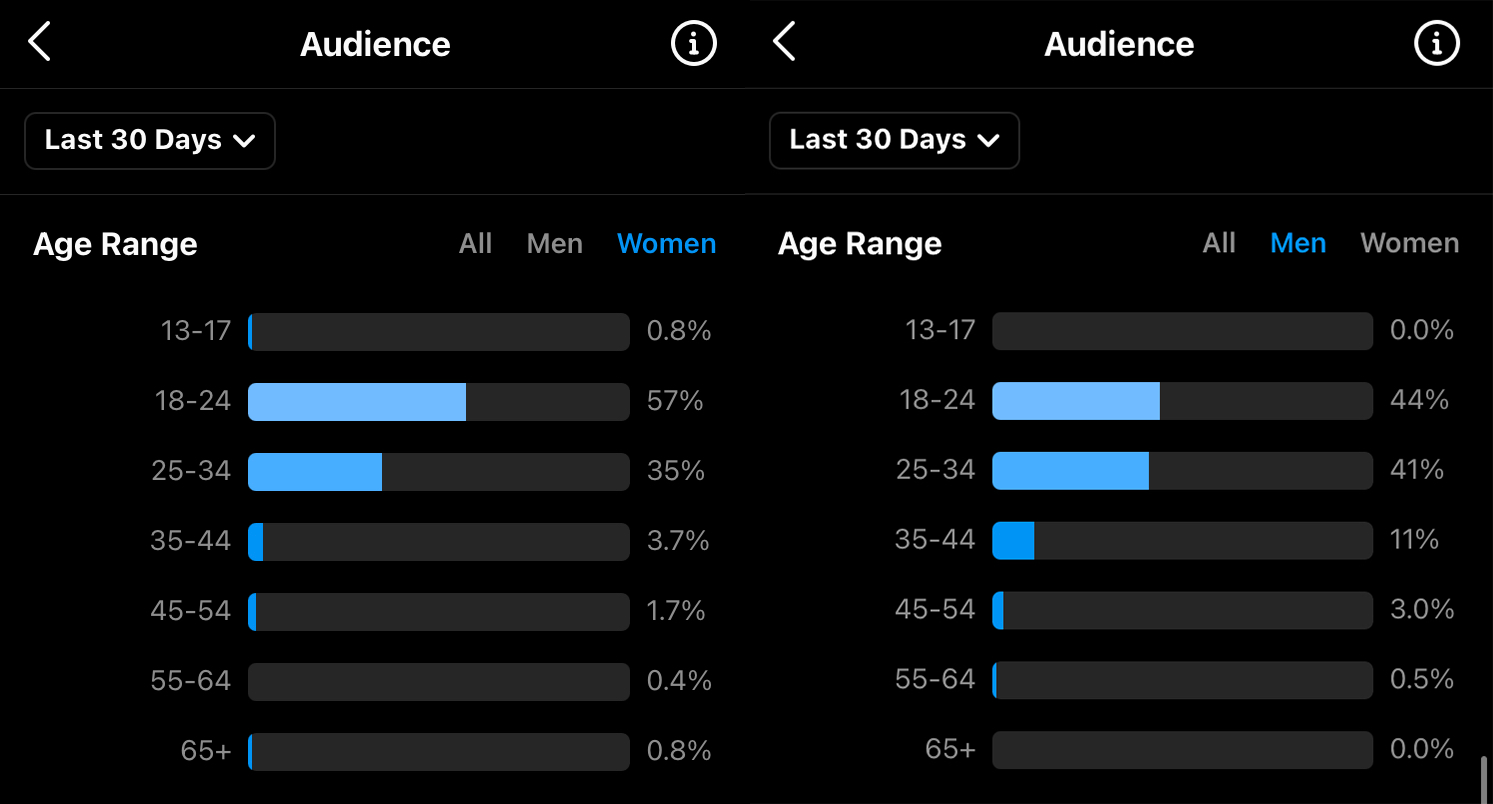 Audience
Last 30 Days
Age Range All Men Women
13-17 0.8%
18-24 57%
25-34 35%
35-44 3.7%
45-54 1.7%
55-64 0.4%
65+ 0.8%
Audience
Last 30 Days
Age Range All Men Women
13-17 0.0%
18-24 44%
25-34 41%
35-44 11%
45-54 3.0%
55-64 0.5%
65+ 0.0%